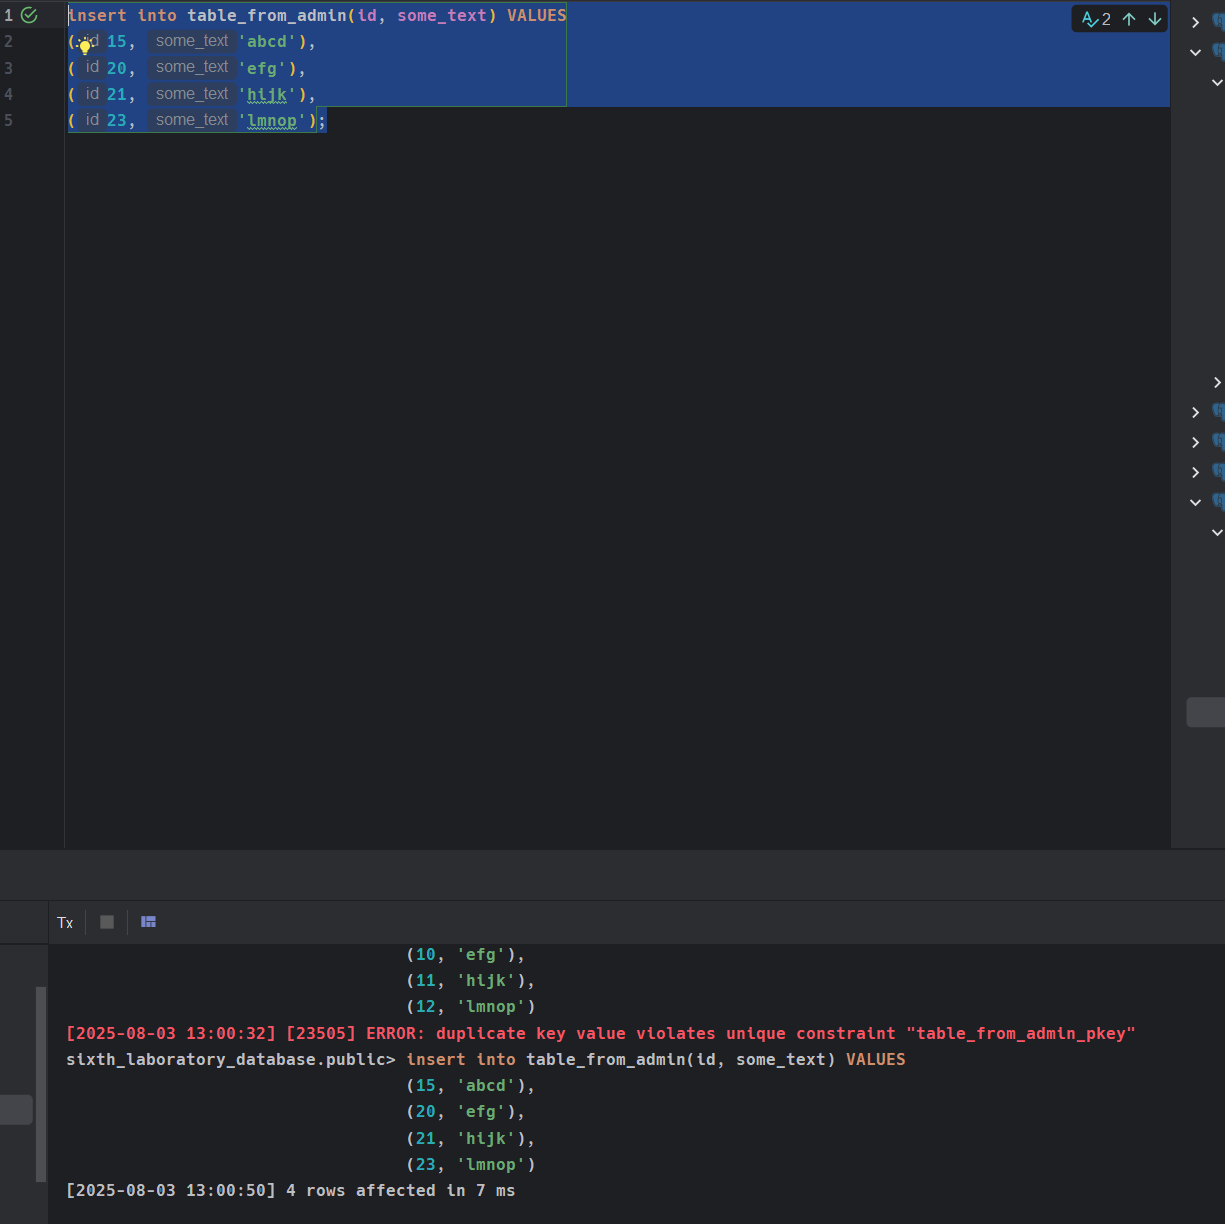 1 insert into table_from_admin(id, some_text) VALUES
2 ( id 15, some_text 'abcd'),
3 ( id 20, some_text 'efg'),
4 ( id 21, some_text 'hijk'),
5 ( id 23, some_text 'lmnop');
2
Tx
(10, 'efg'),
(11, 'hijk'),
(12, 'lmnop')
[2025-08-03 13:00:32] [23505] ERROR: duplicate key value violates unique constraint "table_from_admin_pkey"
sixth_laboratory_database.public> insert into table_from_admin(id, some_text) VALUES
(15, 'abcd'),
(20, 'efg'),
(21, 'hijk'),
(23, 'lmnop')
[2025-08-03 13:00:50] 4 rows affected in 7 ms